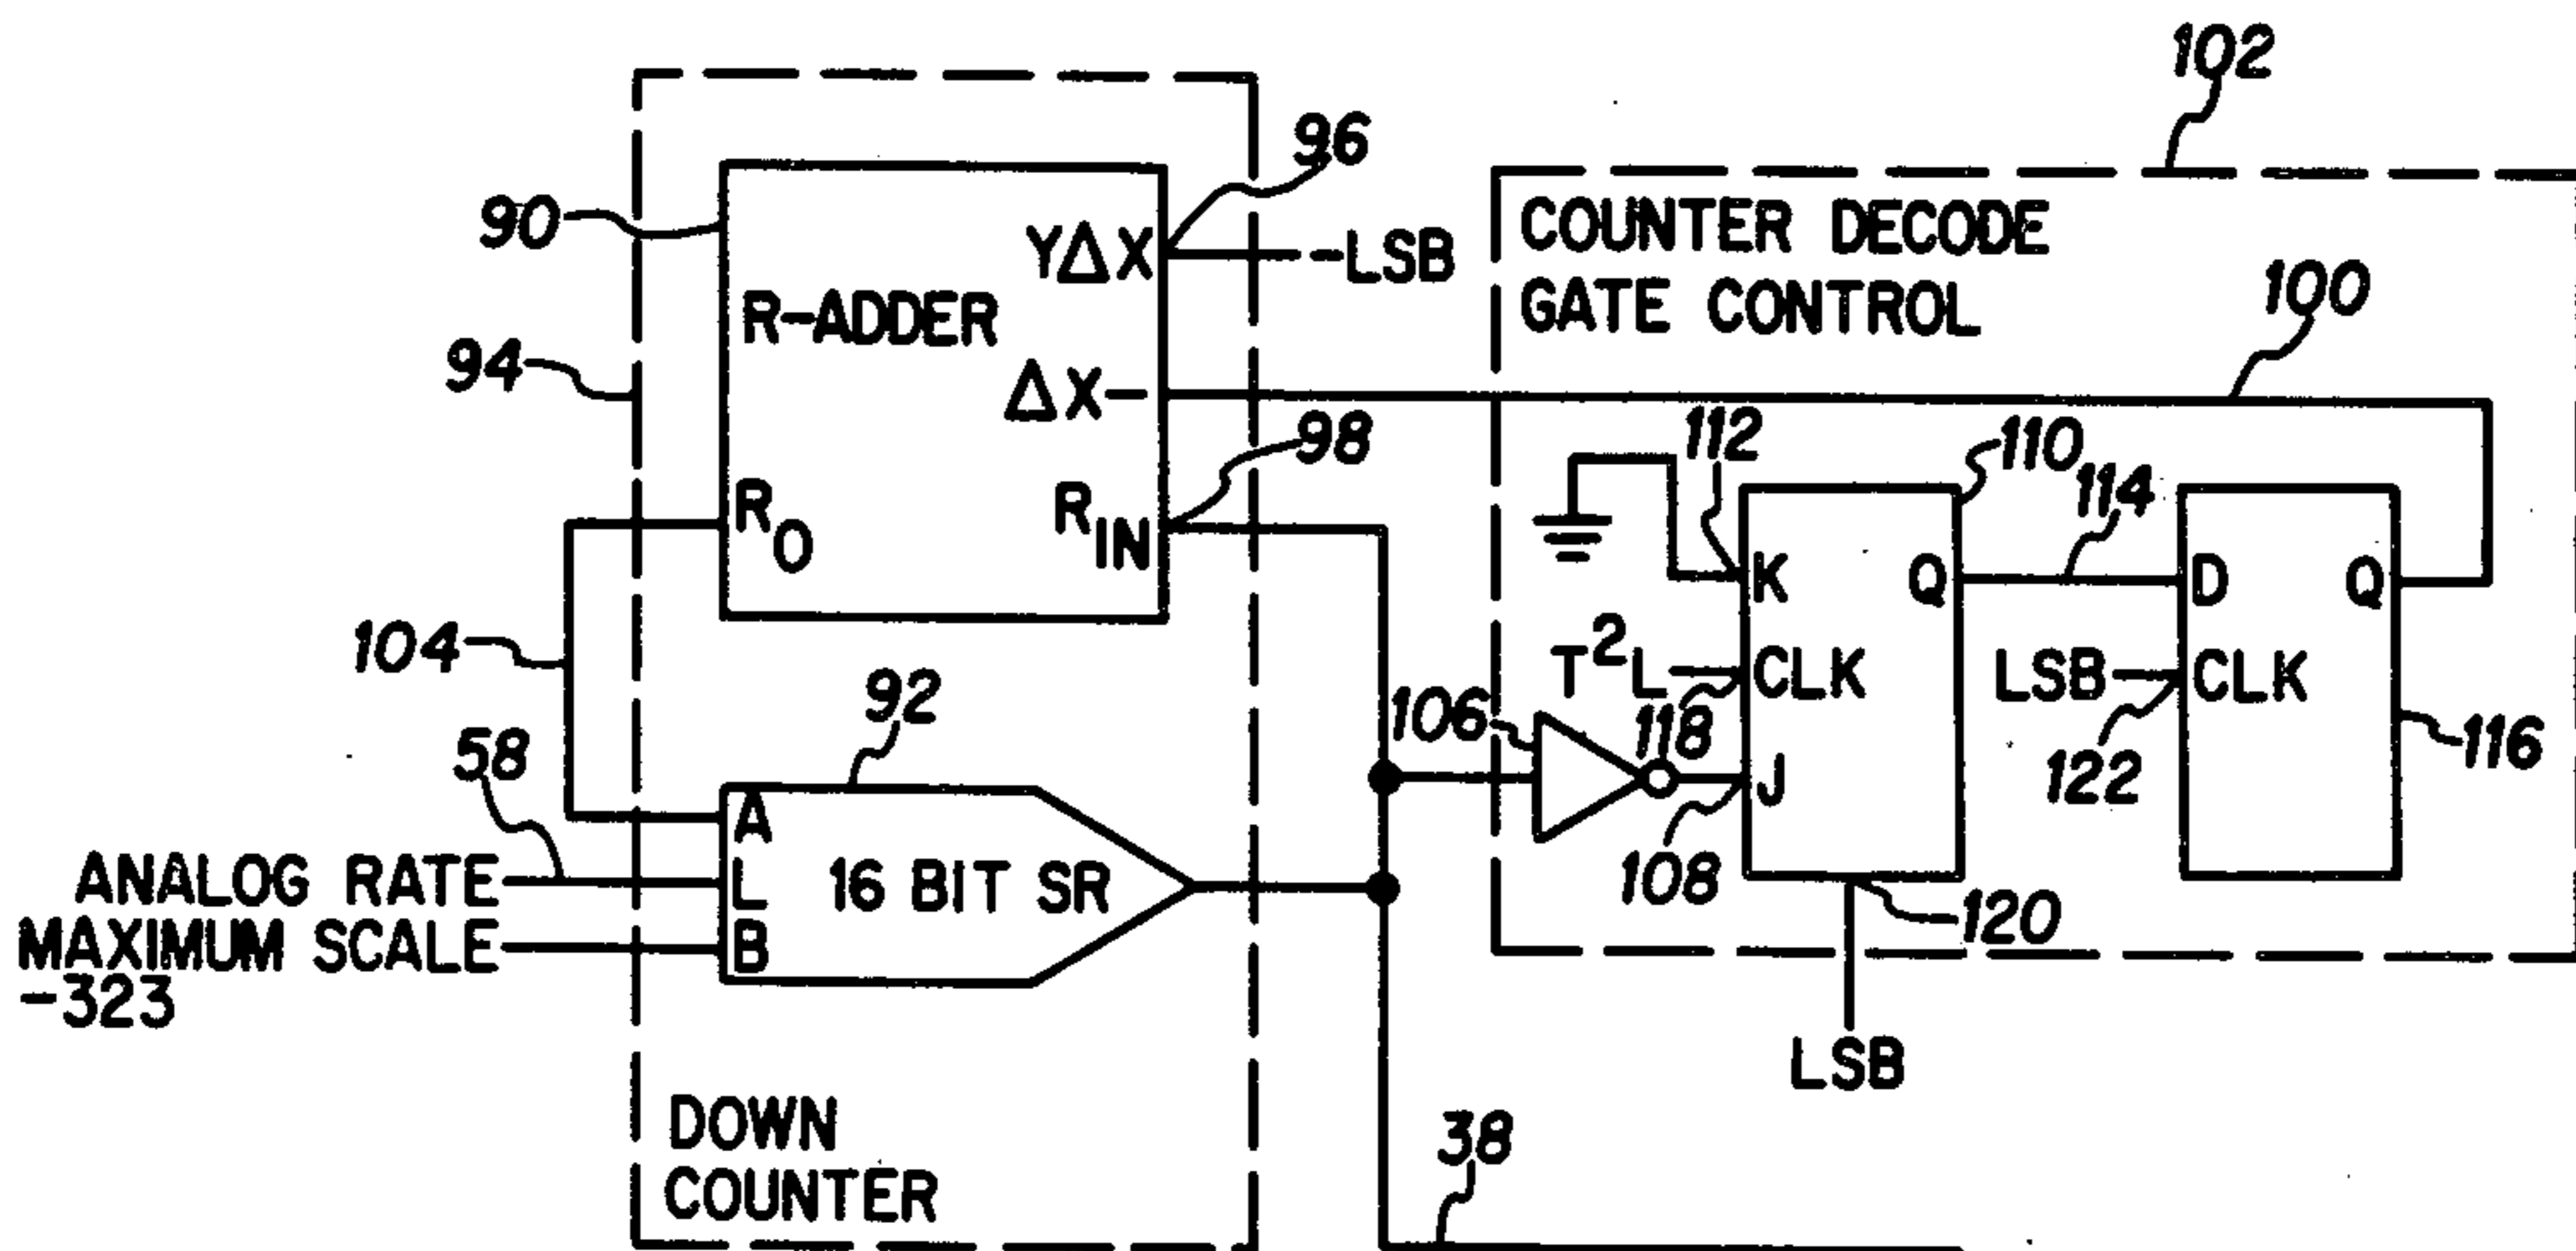 102
96
90
YΔX
-LSB
COUNTER DECODE
GATE CONTROL
100
R-ADDER
94
ΔX-
98
112
110
114
R_O
R_IN
K
Q
D
Q
104
T²L
CLK
LSB
CLK
92
106
118
116
58
122
A
J
ANALOG RATE
L
16 BIT SR
108
MAXIMUM SCALE
B
120
-323
LSB
DOWN
COUNTER
38